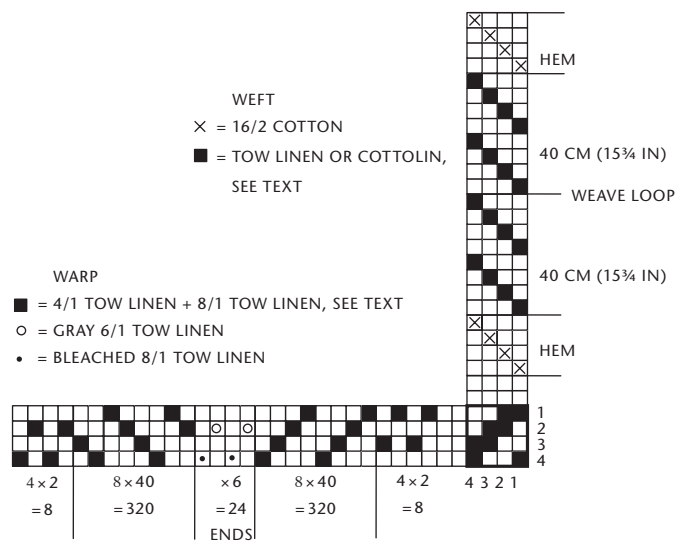 HEM
WEFT
× = 16/2 COTTON
■ = TOW LINEN OR COTTOLIN,
SEE TEXT
40 CM (15¾ IN)
WEAVE LOOP
40 CM (15¾ IN)
HEM
WARP
■ = 4/1 TOW LINEN + 8/1 TOW LINEN, SEE TEXT
○ = GRAY 6/1 TOW LINEN
• = BLEACHED 8/1 TOW LINEN
1
2
3
4
4×2 8×40 ×6 8×40 4×2 4 3 2 1
=8 =320 =24 =320 =8
ENDS